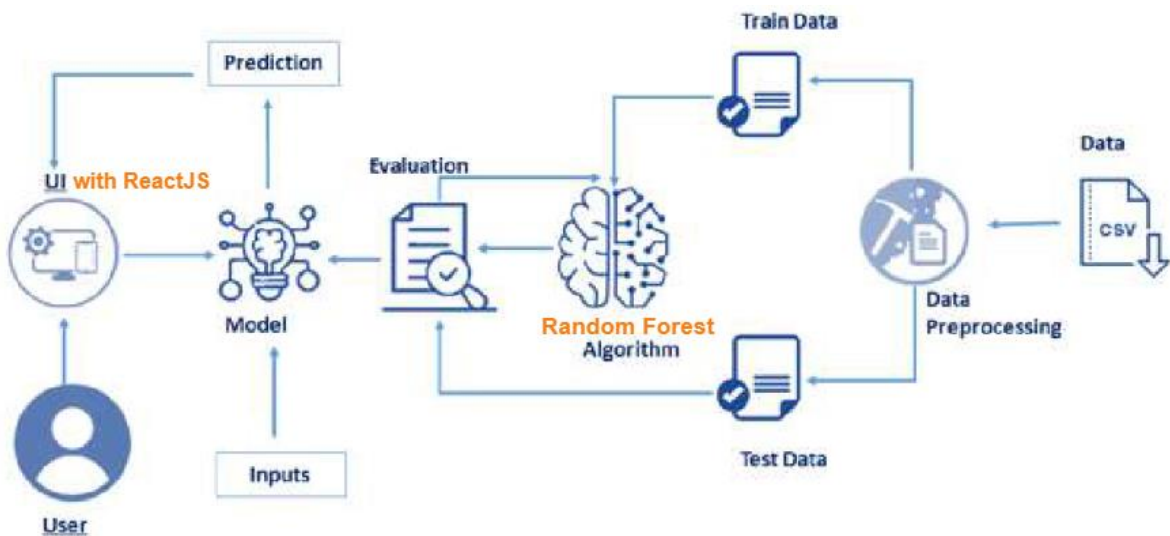 Train Data
Prediction
Evaluation
Data
UI with ReactJS
CSV
Model
Random Forest
Algorithm
Data
Preprocessing
Inputs
Test Data
User